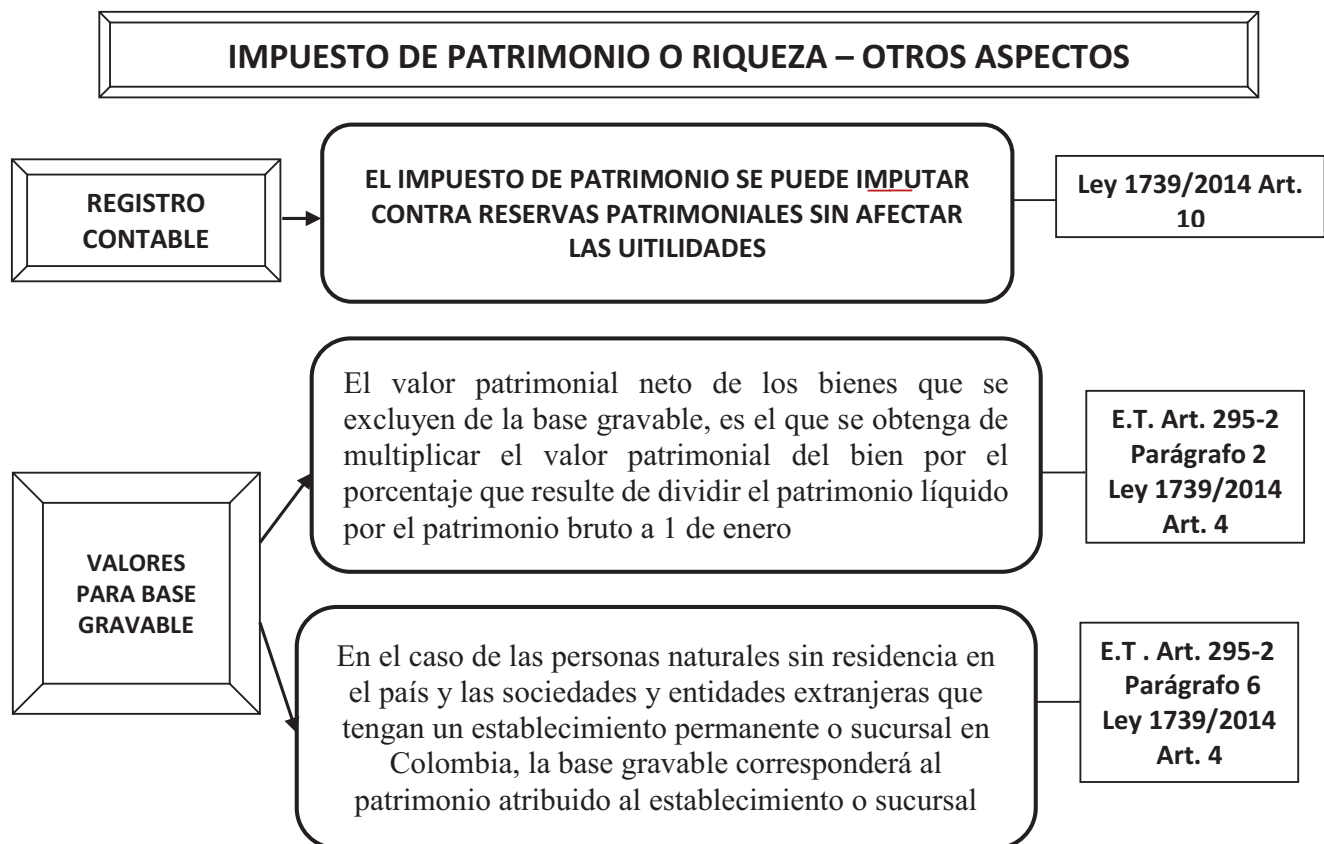 IMPUESTO DE PATRIMONIO O RIQUEZA – OTROS ASPECTOS
REGISTRO
CONTABLE
EL IMPUESTO DE PATRIMONIO SE PUEDE IMPUTAR
CONTRA RESERVAS PATRIMONIALES SIN AFECTAR
LAS UITILIDADES
Ley 1739/2014 Art.
10
VALORES
PARA BASE
GRAVABLE
El valor patrimonial neto de los bienes que se
excluyen de la base gravable, es el que se obtenga de
multiplicar el valor patrimonial del bien por el
porcentaje que resulte de dividir el patrimonio líquido
por el patrimonio bruto a 1 de enero
E.T. Art. 295-2
Parágrafo 2
Ley 1739/2014
Art. 4
En el caso de las personas naturales sin residencia en
el país y las sociedades y entidades extranjeras que
tengan un establecimiento permanente o sucursal en
Colombia, la base gravable corresponderá al
patrimonio atribuido al establecimiento o sucursal
E.T . Art. 295-2
Parágrafo 6
Ley 1739/2014
Art. 4